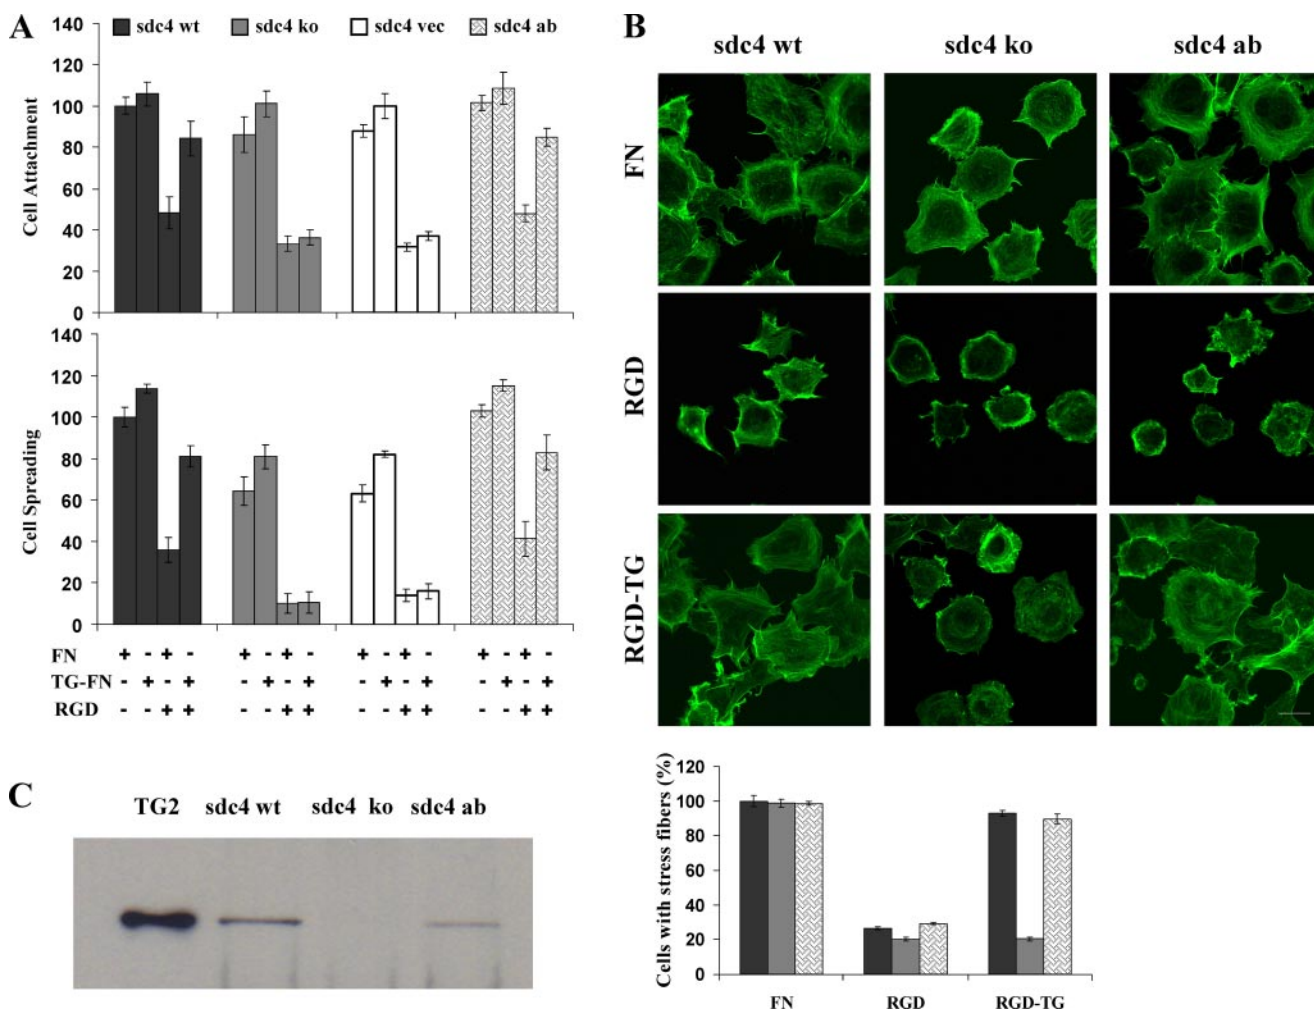 A
sdc4 wt sdc4 ko sdc4 vec sdc4 ab
Cell Attachment
140
120
100
80
60
40
20
0
Cell Spreading
140
120
100
80
60
40
20
0
FN + - + - + - + - + - + - + - + -
TG-FN - + - + - + - + - + - + - + - +
RGD - - + + - - + + - - + + - - + +
B
sdc4 wt sdc4 ko sdc4 ab
FN
RGD
RGD-TG
Cells with stress fibers (%)
120
100
80
60
40
20
0
FN RGD RGD-TG
C
TG2 sdc4 wt sdc4 ko sdc4 ab